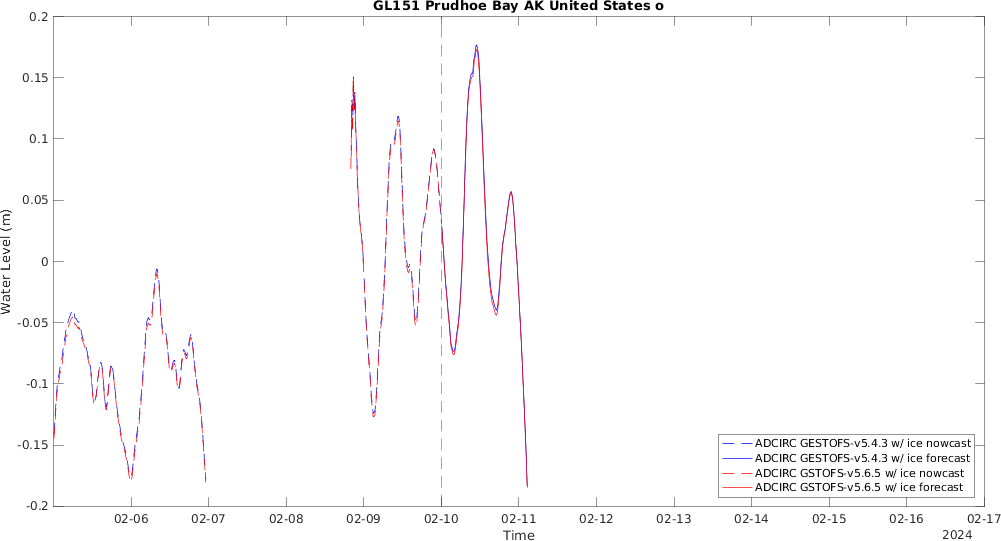 GL151 Prudhoe Bay AK United States o
0.2
0.15
0.1
0.05
0
-0.05
-0.1
-0.15
-0.2
Water Level (m)
02-06 02-07 02-08 02-09 02-10 02-11 02-12 02-13 02-14 02-15 02-16 02-17
Time
2024
ADCIRC GESTOFS-v5.4.3 w/ ice nowcast
ADCIRC GESTOFS-v5.4.3 w/ ice forecast
ADCIRC GSTOFS-v5.6.5 w/ ice nowcast
ADCIRC GSTOFS-v5.6.5 w/ ice forecast